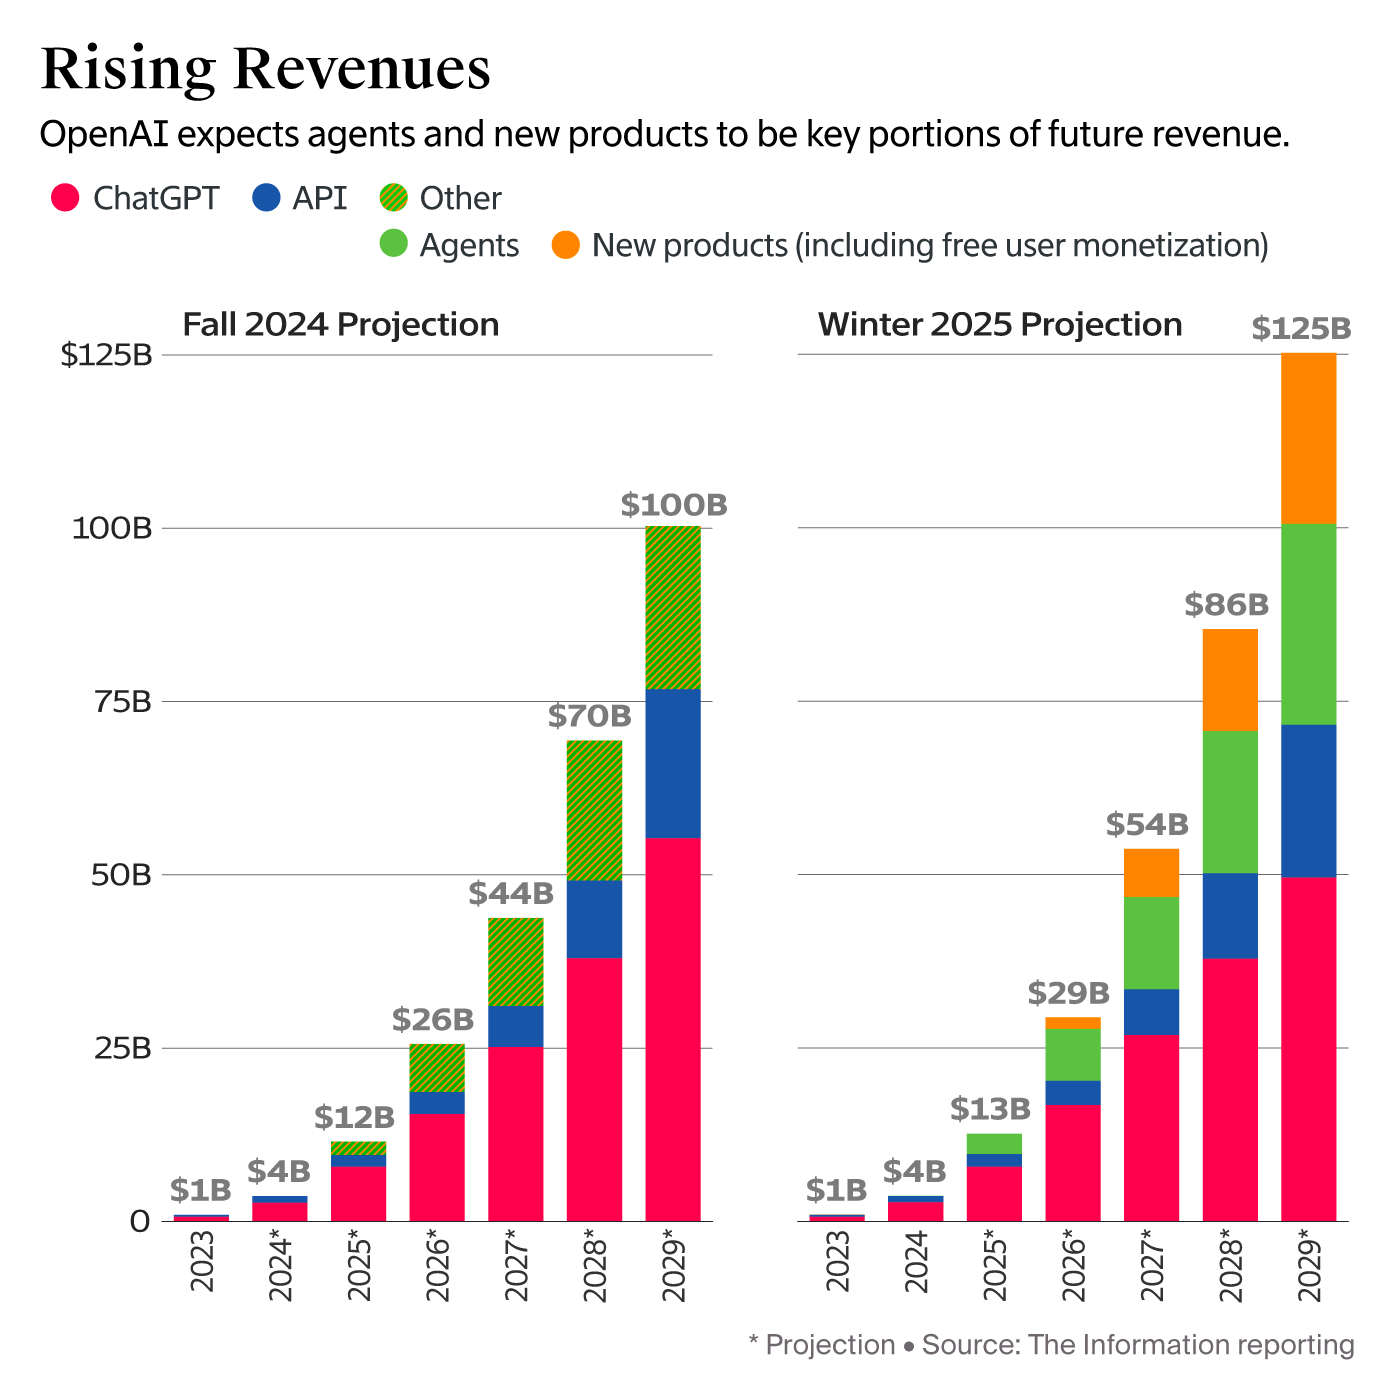 Rising Revenues
OpenAI expects agents and new products to be key portions of future revenue.
ChatGPT API Other
Agents New products (including free user monetization)
Fall 2024 Projection
$125B
100B
75B
50B
25B
0
$1B
$4B
$12B
$26B
$44B
$70B
$100B
2023
2024*
2025*
2026*
2027*
2028*
2029*
Winter 2025 Projection
$1B
$4B
$13B
$29B
$54B
$86B
$125B
2023
2024
2025*
2026*
2027*
2028*
2029*
* Projection • Source: The Information reporting